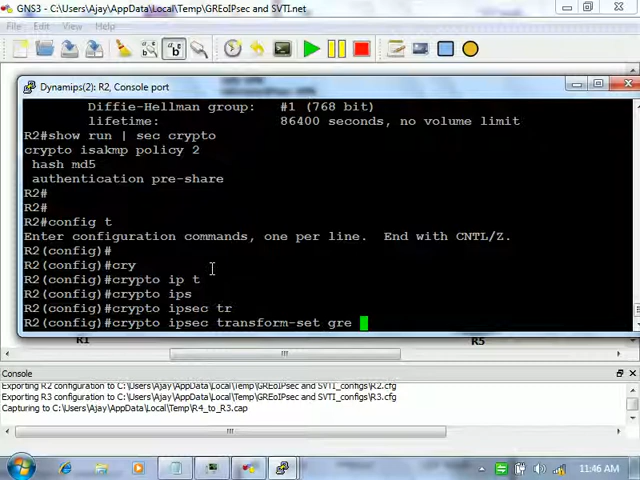 GNS3 - C:\Users\Ajay\AppData\Local\Temp\GREoIPsec and SVTI.net
File Edit View Help
Dynamips(2): R2, Console port
Diffie-Hellman group: #1 (768 bit)
lifetime: 86400 seconds, no volume limit
R2#show run | sec crypto
crypto isakmp policy 2
hash md5
authentication pre-share
R2#
R2#
R2#config t
Enter configuration commands, one per line. End with CNTL/Z.
R2(config)#
R2(config)#cry
R2(config)#crypto ip t
R2(config)#crypto ips
R2(config)#crypto ipsec tr
R2(config)#crypto ipsec transform-set gre
R1 R5
Console
Exporting R2 configuration to C:\Users\Ajay\AppData\Local\Temp\GREoIPsec and SVTI_configs\R2.cfg
Exporting R3 configuration to C:\Users\Ajay\AppData\Local\Temp\GREoIPsec and SVTI_configs\R3.cfg
Capturing to C:\Users\Ajay\AppData\Local\Temp\R4_to_R3.cap
11:46 AM